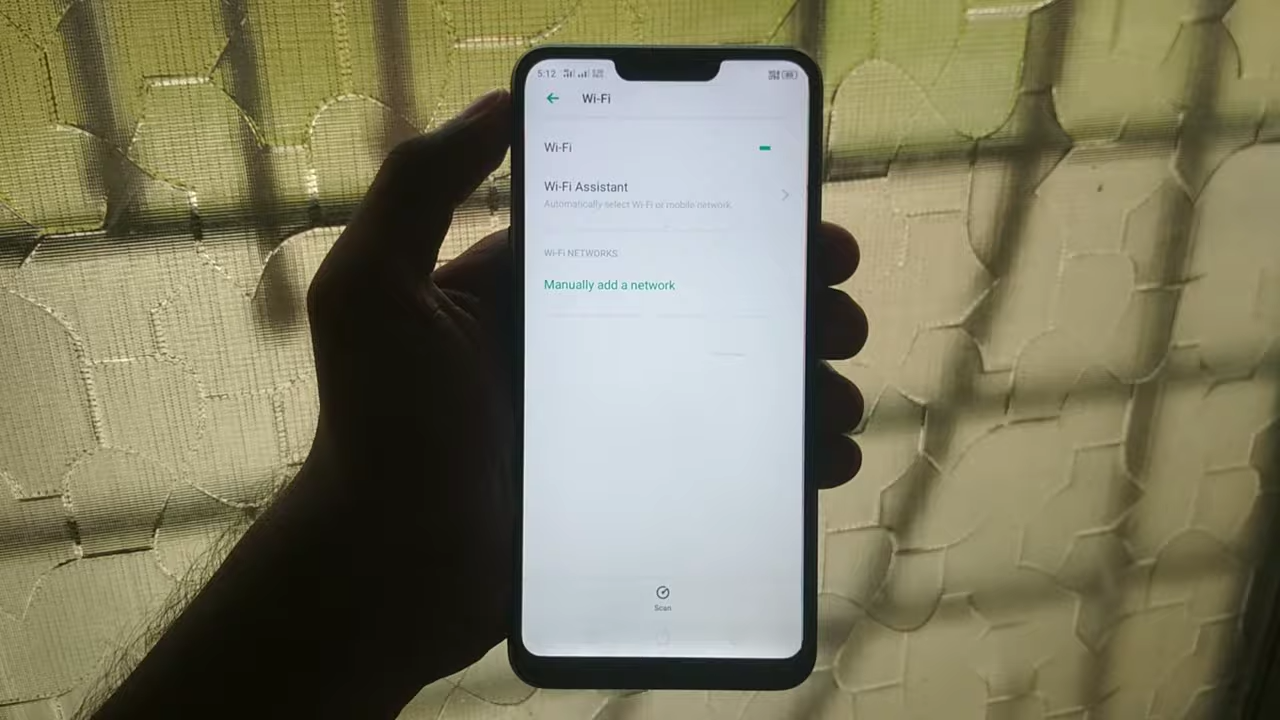 5:12
Wi-Fi
Wi-Fi
Wi-Fi Assistant
Automatically select Wi-Fi or mobile network.
Wi-Fi NETWORKS
Manually add a network
Scan